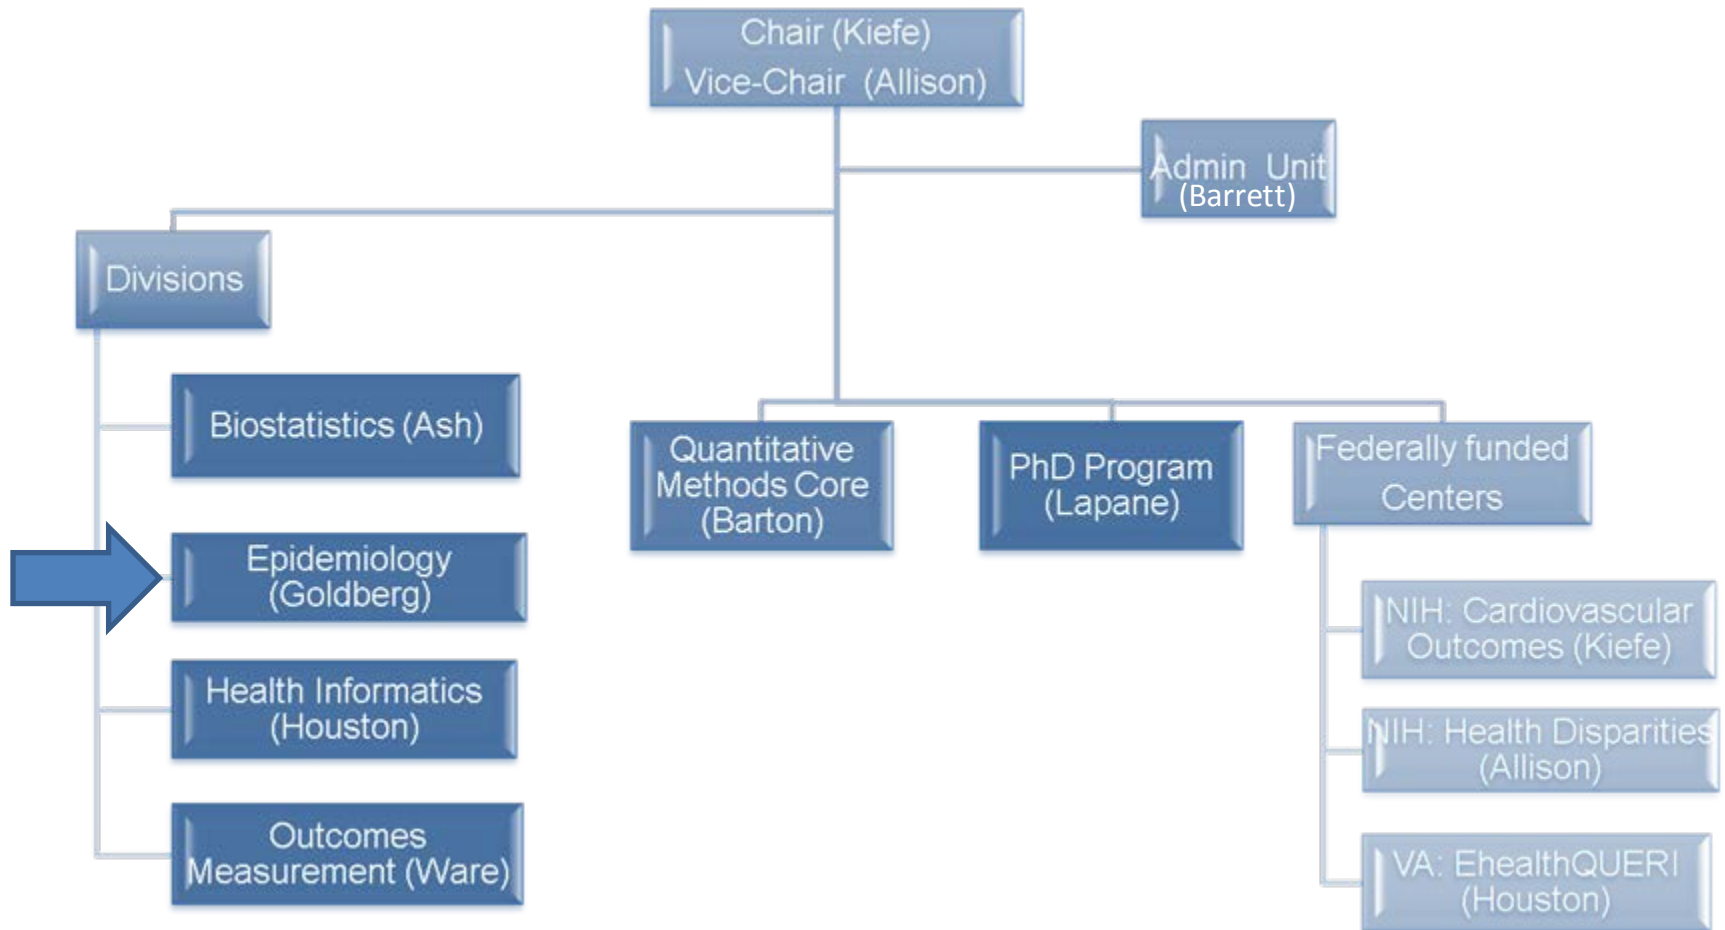 Chair (Kiefe)
Vice-Chair (Allison)
Admin Unit
(Barrett)
Divisions
Biostatistics (Ash)
Epidemiology
(Goldberg)
Health Informatics
(Houston)
Outcomes
Measurement (Ware)
Quantitative
Methods Core
(Barton)
PhD Program
(Lapane)
Federally funded
Centers
NIH: Cardiovascular
Outcomes (Kiefe)
NIH: Health Disparities
(Allison)
VA: EhealthQUERI
(Houston)